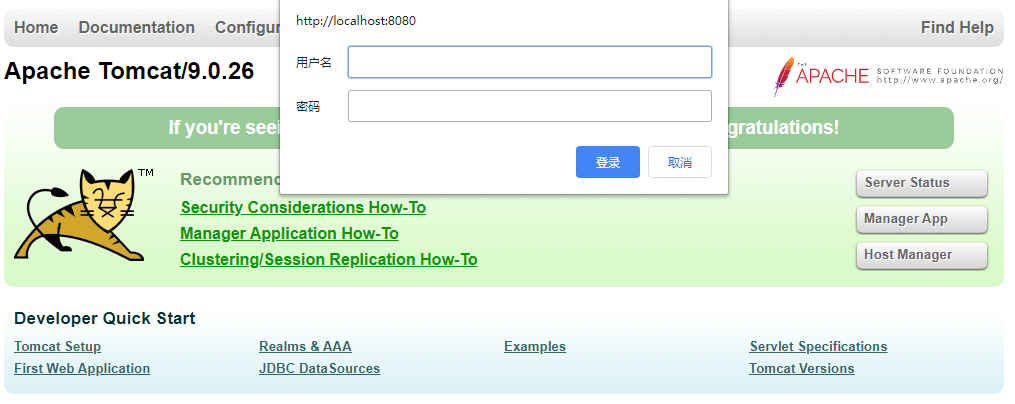 http://localhost:8080
用户名
密码
登录 取消
Home Documentation Configur Find Help
Apache Tomcat/9.0.26
THE APACHE SOFTWARE FOUNDATION
http://www.apache.org/
If you're seei gratulations!
TM
Recommen
Security Considerations How-To
Manager Application How-To
Clustering/Session Replication How-To
Server Status
Manager App
Host Manager
Developer Quick Start
Tomcat Setup Realms & AAA Examples Servlet Specifications
First Web Application JDBC DataSources Tomcat Versions